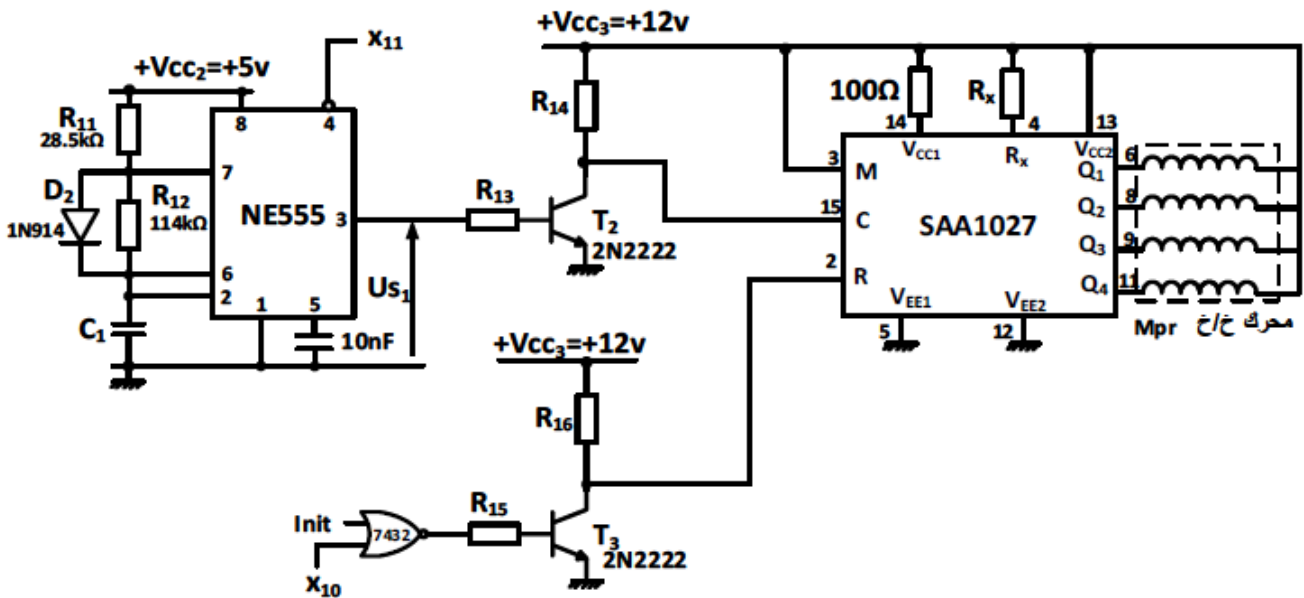 +Vcc3=+12v
X11
+Vcc2=+5v
R11
28.5kΩ
8
4
R14
100Ω
Rx
14
4
13
VCC1
Rx
VCC2
3
M
6
Q1
D2
1N914
R12
114kΩ
7
NE555
3
R13
T2
2N2222
15
C
SAA1027
8
Q2
9
Q3
2
R
11
Q4
6
2
1
5
Us1
VEE1
VEE2
5
12
Mpr محرك خ/خ
C1
10nF
+Vcc3=+12v
R16
Init
7432
R15
T3
2N2222
X10